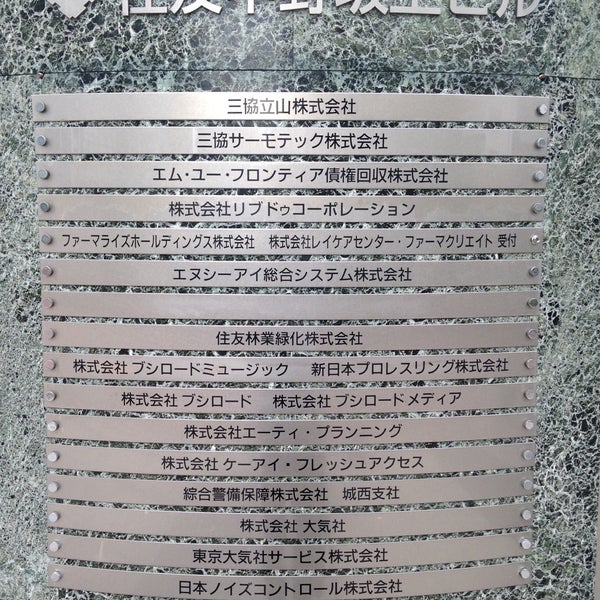 住友中野坂上ビル
三協立山株式会社
三協サーモテック株式会社
エム・ユー・フロンティア債権回収株式会社
株式会社リブドゥコーポレーション
ファーマライズホールディングス株式会社　株式会社レイケアセンター・ファーマクリエイト 受付
エヌシーアイ総合システム株式会社
住友林業緑化株式会社
株式会社 ブシロードミュージック　新日本プロレスリング株式会社
株式会社 ブシロード　株式会社 ブシロードメディア
株式会社エーティ・プランニング
株式会社 ケーアイ・フレッシュアクセス
綜合警備保障株式会社　城西支社
株式会社 大気社
東京大気社サービス株式会社
日本ノイズコントロール株式会社